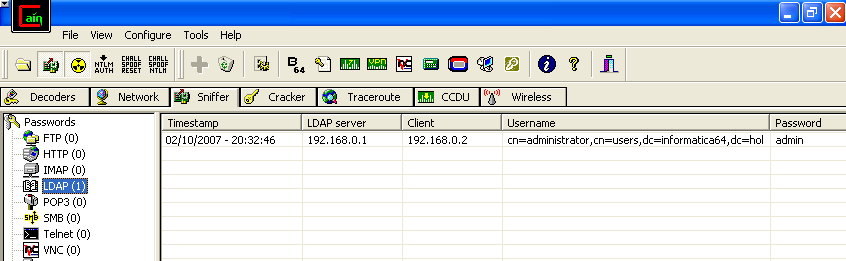 Cain
File View Configure Tools Help
NTLM AUTH CHALL SPOOF RESET CHALL SPOOF NTLM B 64
Decoders Network Sniffer Cracker Traceroute CCDU Wireless
Passwords
FTP (0)
HTTP (0)
IMAP (0)
LDAP (1)
POP3 (0)
SMB (0)
Telnet (0)
VNC (0)
Timestamp LDAP server Client Username Password
02/10/2007 - 20:32:46 192.168.0.1 192.168.0.2 cn=administrator,cn=users,dc=informatica64,dc=hol admin